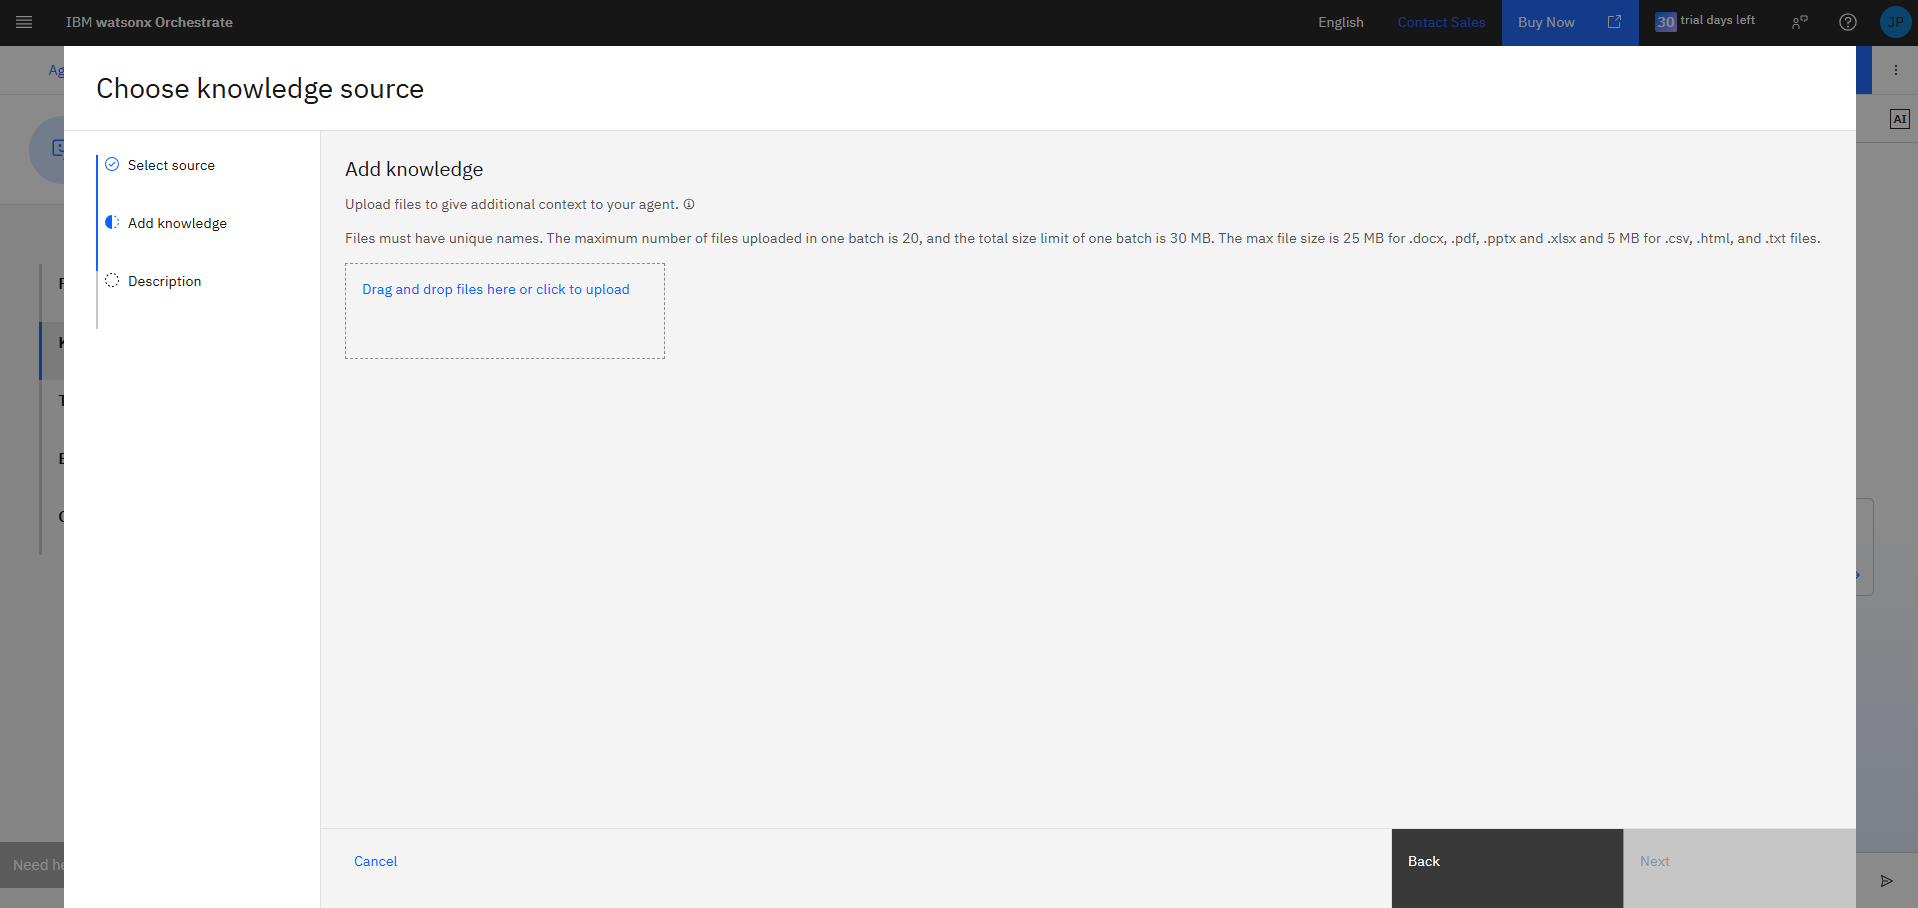 IBM watsonx Orchestrate
English
Contact Sales
Buy Now
30 trial days left
JP
Choose knowledge source
AI
Select source
Add knowledge
Description
Add knowledge
Upload files to give additional context to your agent.
Files must have unique names. The maximum number of files uploaded in one batch is 20, and the total size limit of one batch is 30 MB. The max file size is 25 MB for .docx, .pdf, .pptx and .xlsx and 5 MB for .csv, .html, and .txt files.
Drag and drop files here or click to upload
Need
Cancel
Back
Next